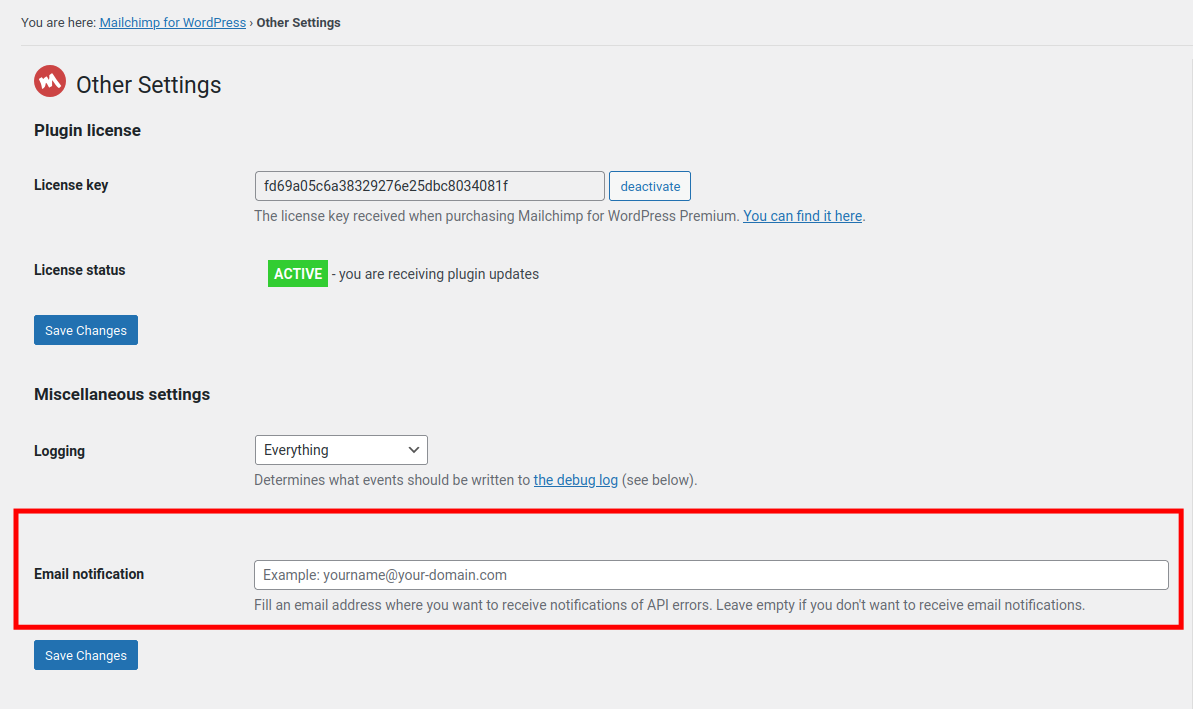 You are here: Mailchimp for WordPress › Other Settings
Other Settings
Plugin license
License key
fd69a05c6a38329276e25dbc8034081f
deactivate
The license key received when purchasing Mailchimp for WordPress Premium. You can find it here.
License status
ACTIVE - you are receiving plugin updates
Save Changes
Miscellaneous settings
Logging
Everything
Determines what events should be written to the debug log (see below).
Email notification
Example: yourname@your-domain.com
Fill an email address where you want to receive notifications of API errors. Leave empty if you don't want to receive email notifications.
Save Changes